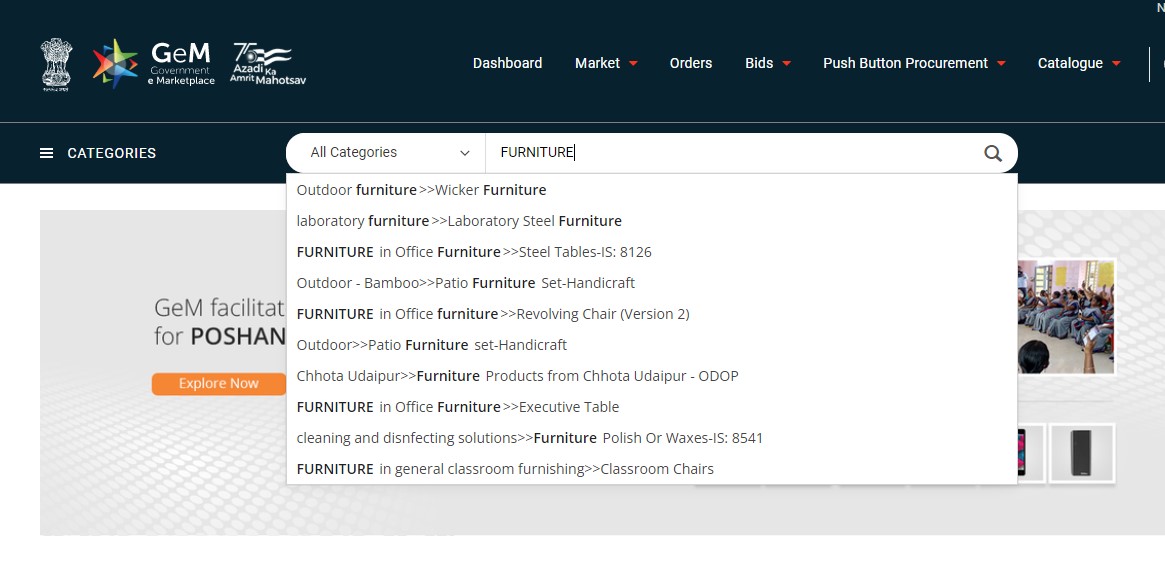 N
GeM
Government
e Marketplace
75
Azadi Ka
Amrit Mahotsav
Dashboard
Market
Orders
Bids
Push Button Procurement
Catalogue
CATEGORIES
All Categories
FURNITURE
Outdoor furniture>>Wicker Furniture
laboratory furniture>>Laboratory Steel Furniture
FURNITURE in Office Furniture>>Steel Tables-IS: 8126
Outdoor - Bamboo>>Patio Furniture Set-Handicraft
FURNITURE in Office furniture>>Revolving Chair (Version 2)
Outdoor>>Patio Furniture set-Handicraft
Chhota Udaipur>>Furniture Products from Chhota Udaipur - ODOP
FURNITURE in Office Furniture>>Executive Table
cleaning and disnfecting solutions>>Furniture Polish Or Waxes-IS: 8541
FURNITURE in general classroom furnishing>>Classroom Chairs
GeM facilitat
for POSHAN
Explore Now